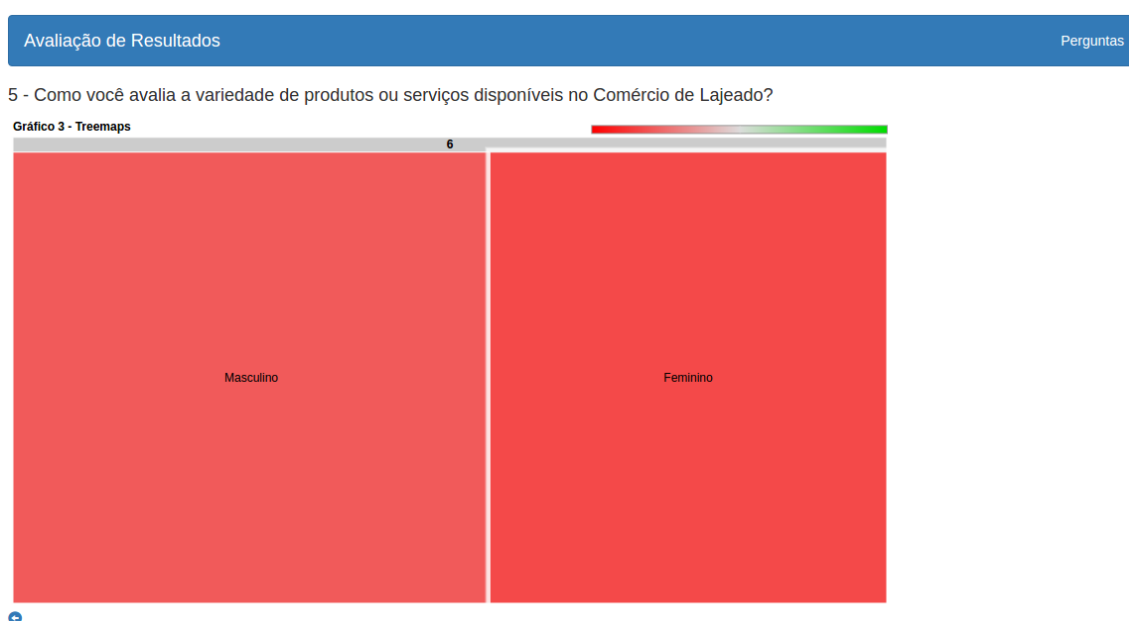 Avaliação de Resultados
Perguntas
5 - Como você avalia a variedade de produtos ou serviços disponíveis no Comércio de Lajeado?
Gráfico 3 - Treemaps
6
Masculino
Feminino